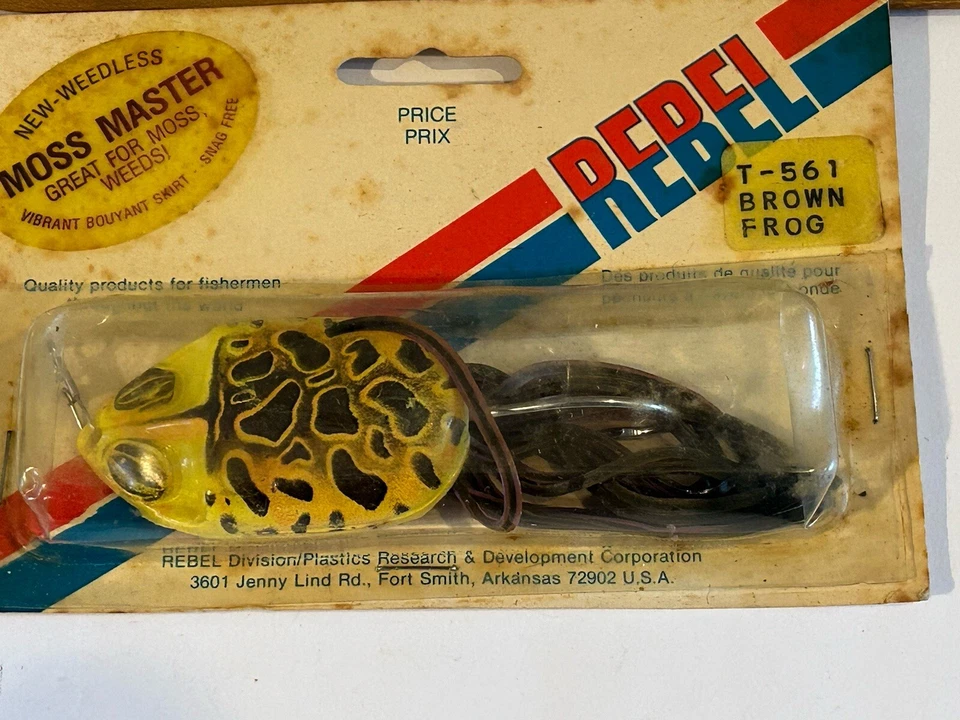 NEW-WEEDLESS
MOSS MASTER
GREAT FOR MOSS,
WEEDS!
VIBRANT BOUYANT SKIRT - SNAG FREE
PRICE
PRIX
REBEL
REBEL
T-561
BROWN
FROG
Quality products for fishermen
world
Des produits de qualité pour
REBEL Division/Plastics Research & Development Corporation
3601 Jenny Lind Rd., Fort Smith, Arkansas 72902 U.S.A.